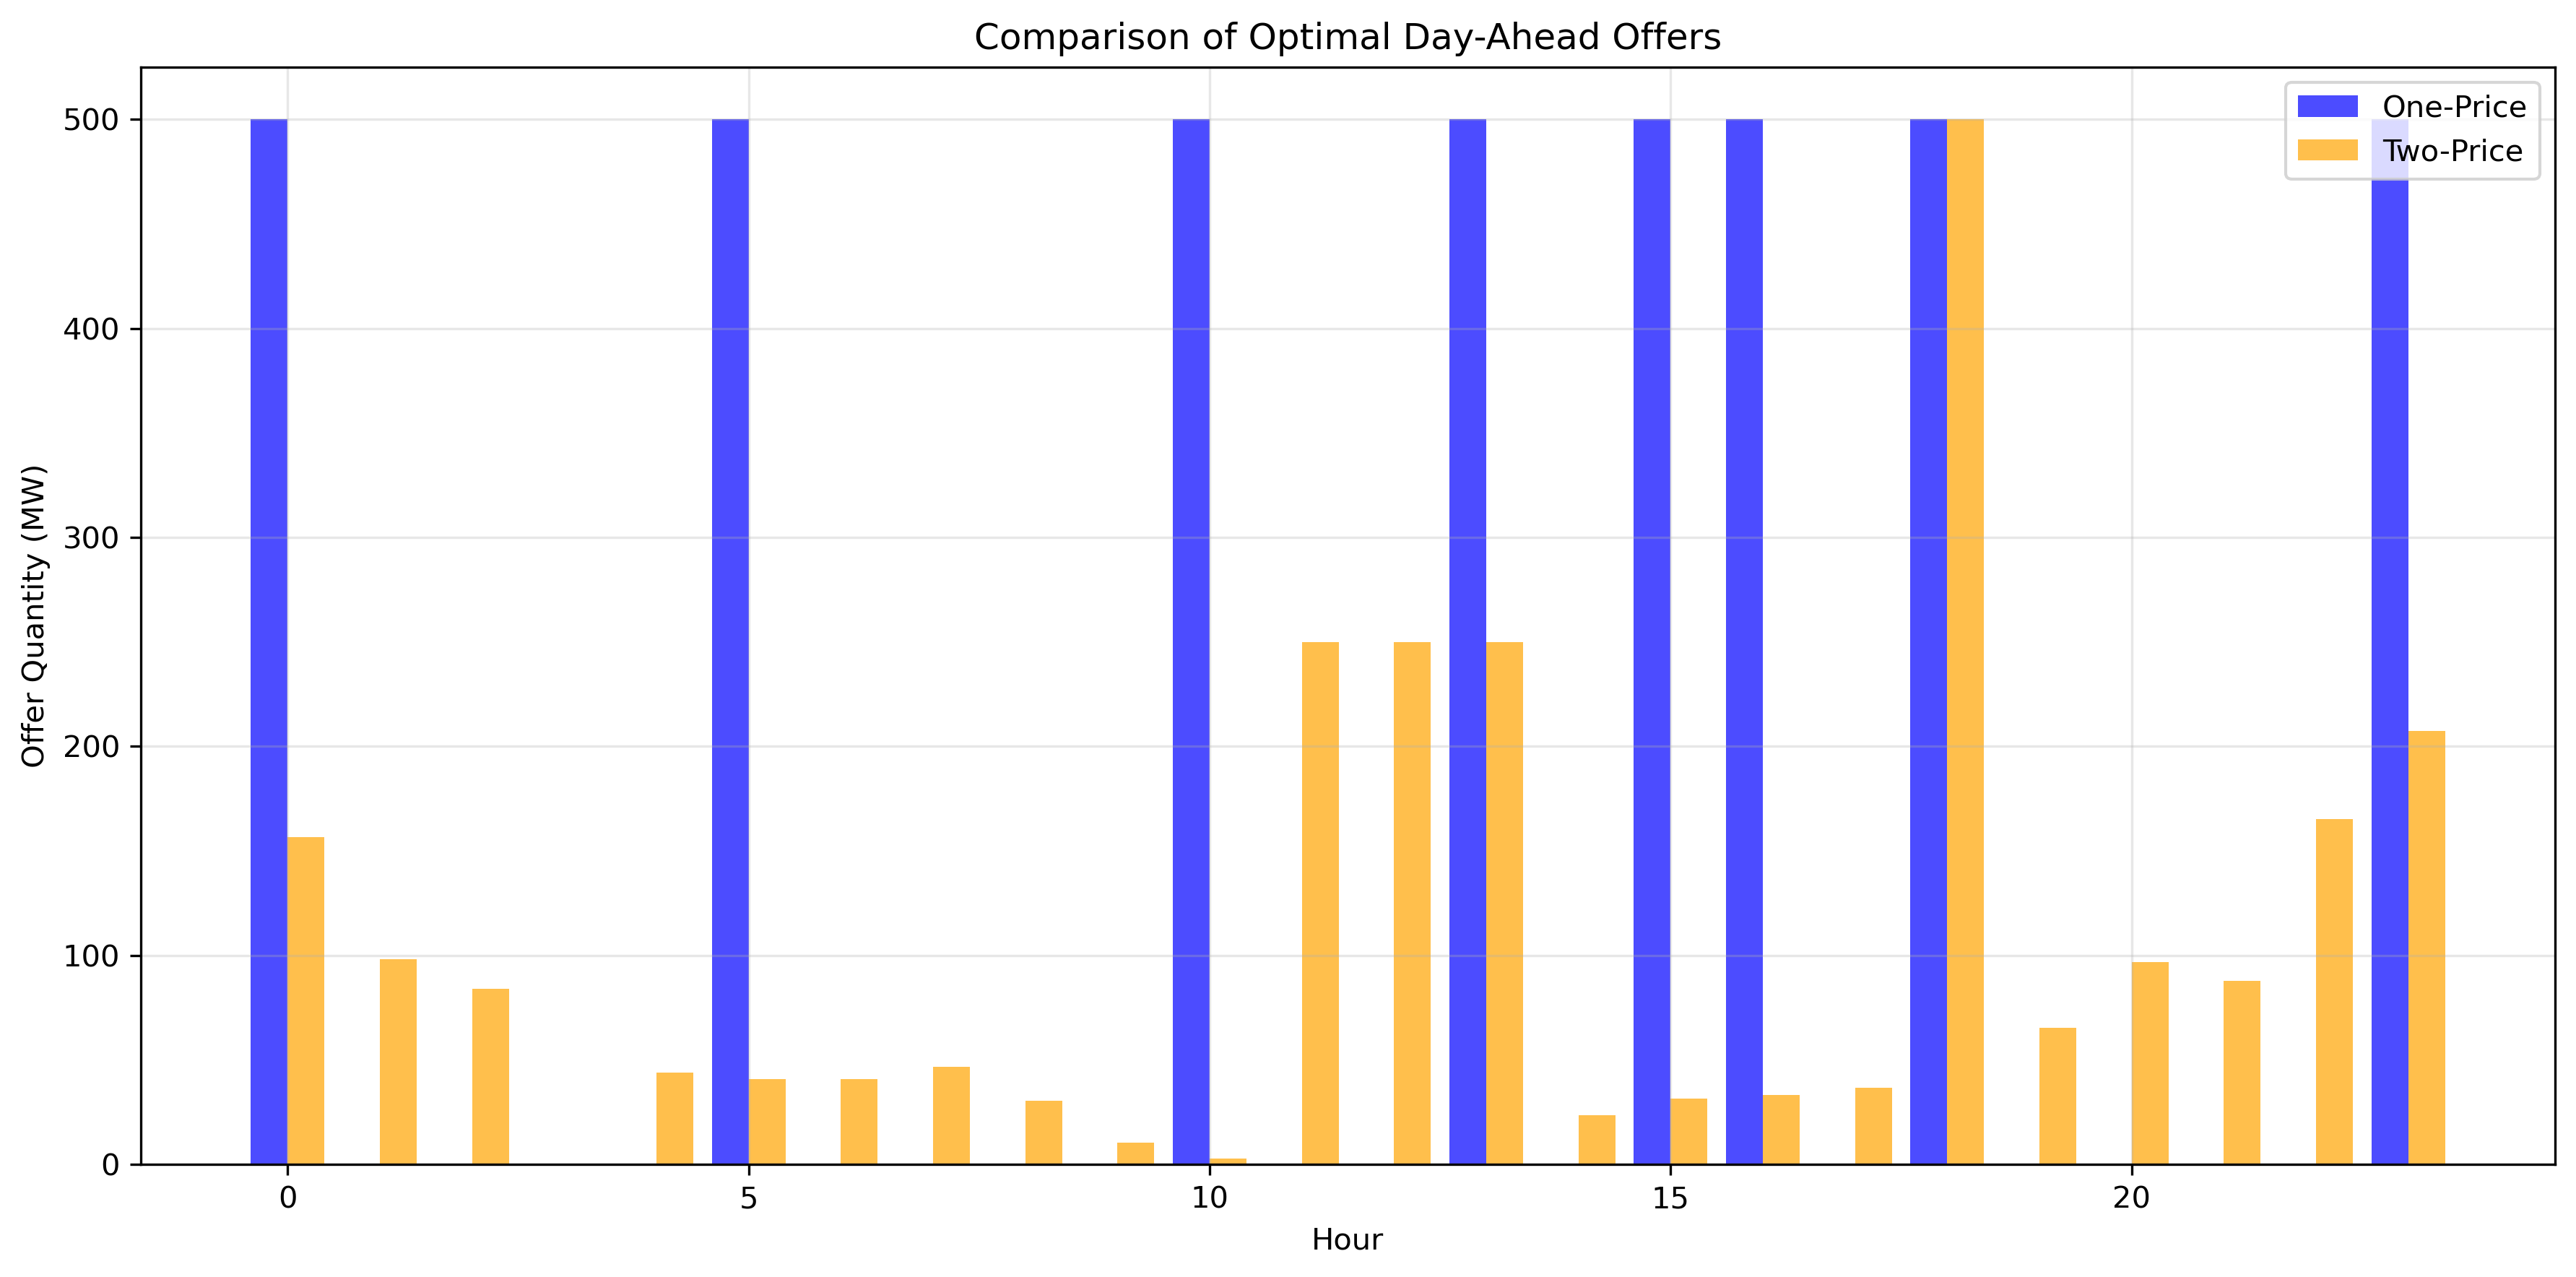 Comparison of Optimal Day-Ahead Offers
One-Price
Two-Price
Offer Quantity (MW)
500
400
300
200
100
0
0 5 10 15 20
Hour